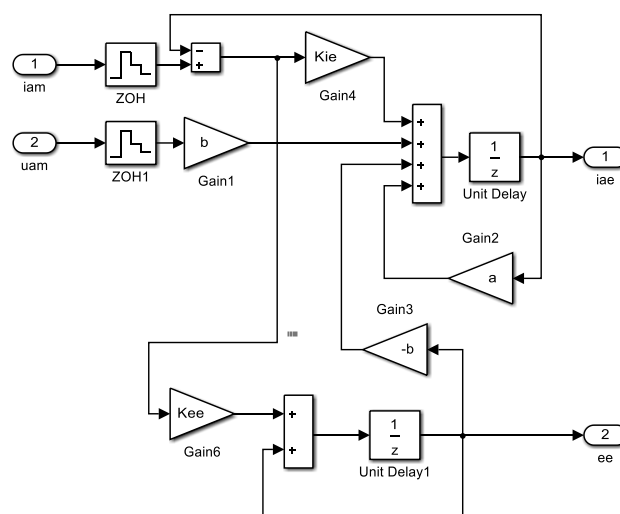 1
iam
ZOH
−
+
Kie
Gain4
2
uam
ZOH1
b
Gain1
+
+
+
+
1
z
Unit Delay
1
iae
Gain2
a
Gain3
-b
Kee
Gain6
+
+
1
z
Unit Delay1
2
ee